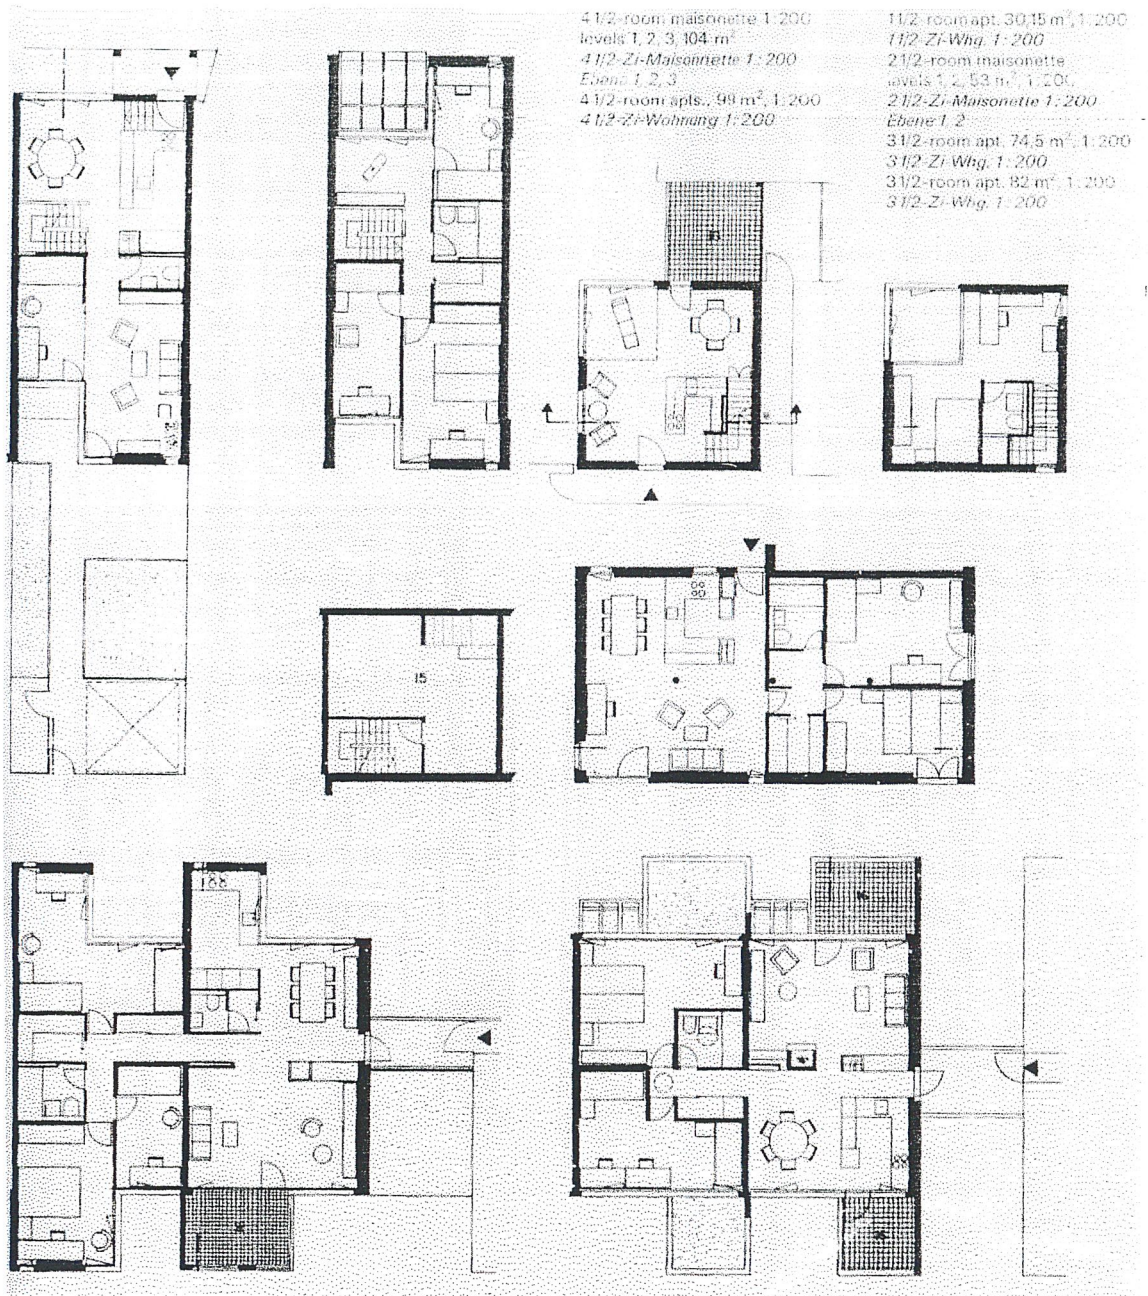 4 1/2-room maisonette 1:200
levels 1, 2, 3, 104 m²
4 1/2-Zi-Maisonnette 1:200
Ebene 1, 2, 3
4 1/2-room apts., 99 m², 1:200
4 1/2-Zi-Wohnung 1:200
1 1/2-room apt. 30,15 m², 1:200
1 1/2-Zi-Whg. 1:200
2 1/2-room maisonette
levels 1, 2, 53 m², 1:200
2 1/2-Zi-Maisonette 1:200
Ebene 1, 2
3 1/2-room apt. 74,5 m², 1:200
3 1/2-Zi-Whg. 1:200
3 1/2-room apt. 82 m², 1:200
3 1/2-Zi-Whg. 1:200
15